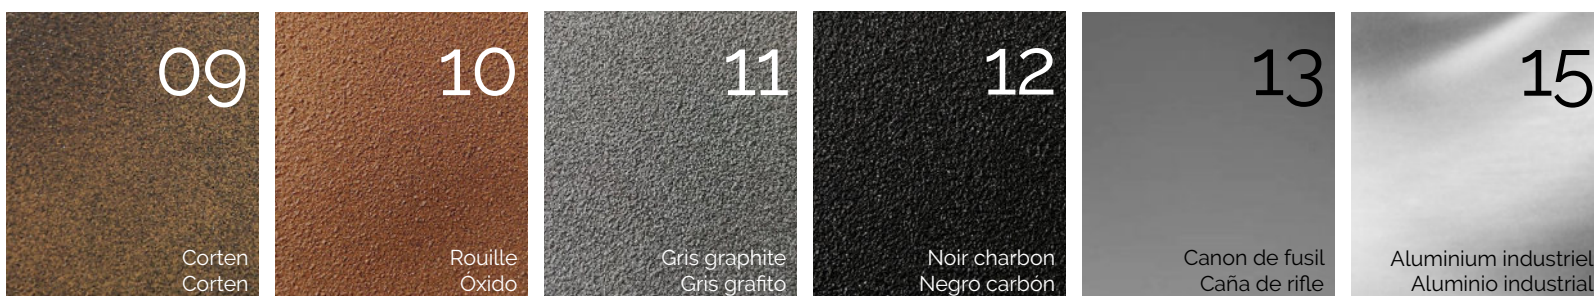 09
Corten
Corten
10
Rouille
Óxido
11
Gris graphite
Gris grafito
12
Noir charbon
Negro carbón
13
Canon de fusil
Caña de rifle
15
Aluminium industriel
Aluminio industrial